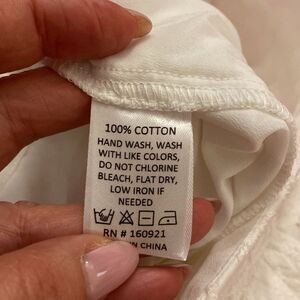 100% COTTON
HAND WASH, WASH
WITH LIKE COLORS,
DO NOT CHLORINE
BLEACH, FLAT DRY,
LOW IRON IF
NEEDED
RN # 160921
IN CHINA